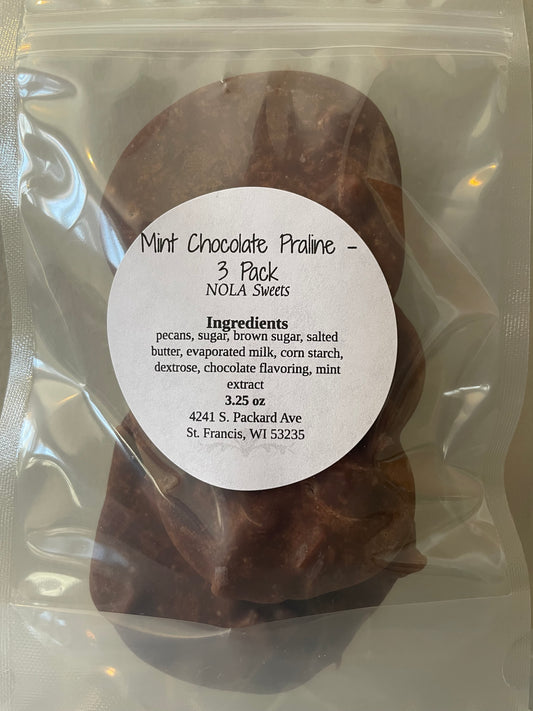 Mint Chocolate Praline -
3 Pack
NOLA Sweets
Ingredients
pecans, sugar, brown sugar, salted
butter, evaporated milk, corn starch,
dextrose, chocolate flavoring, mint
extract
3.25 oz
4241 S. Packard Ave
St. Francis, WI 53235